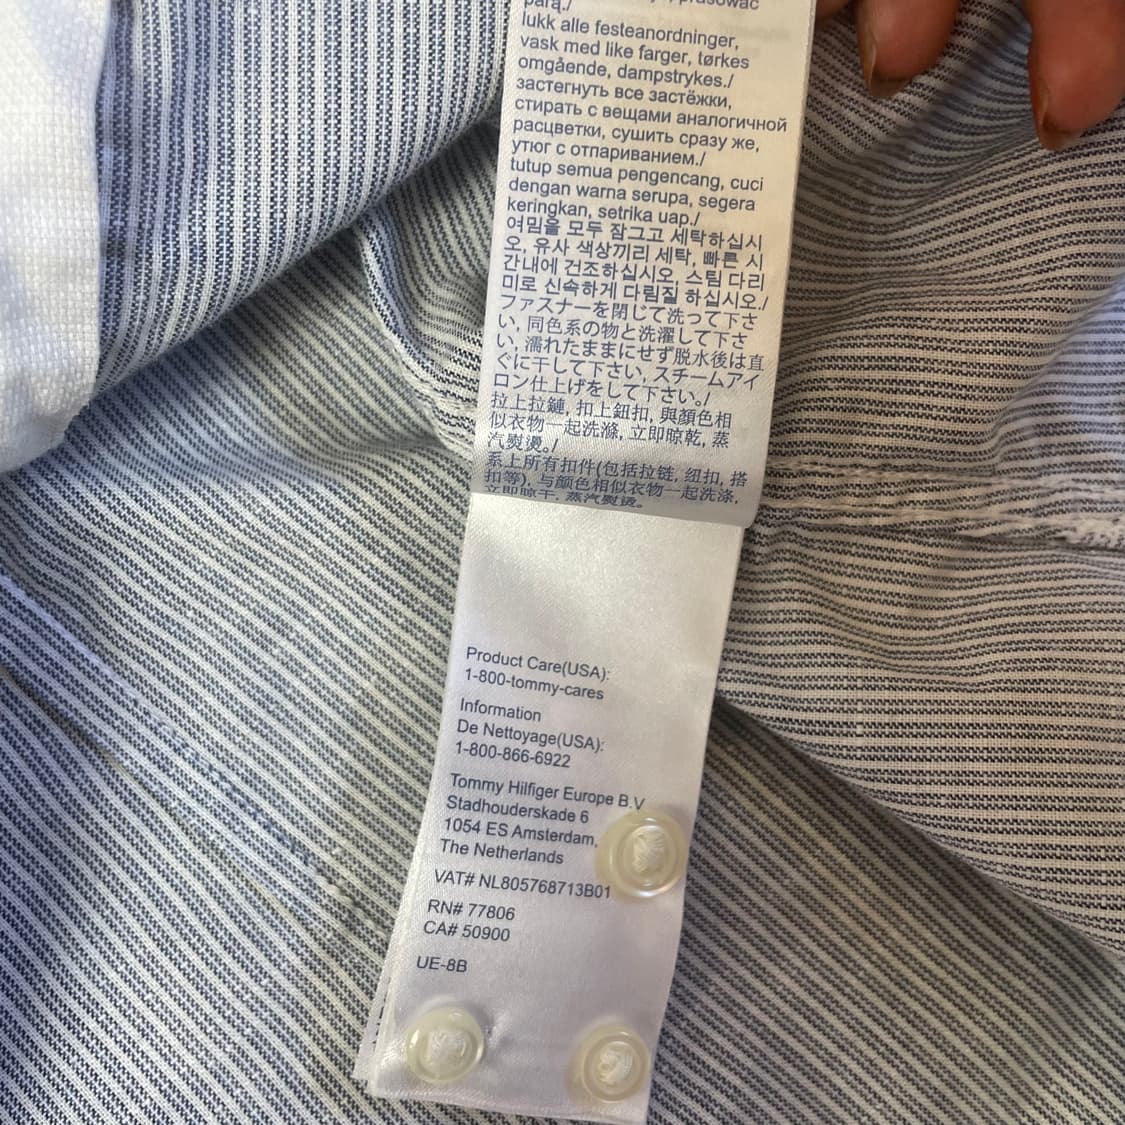 prasować
parą./
lukk alle festeanordninger,
vask med like farger, tørkes
omgående, dampstrykes./
застегнуть все застёжки,
стирать с вещами аналогичной
расцветки, сушить сразу же,
утюг с отпариванием./
tutup semua pengencang, cuci
dengan warna serupa, segera
keringkan, setrika uap./
여밈을 모두 잠그고 세탁하십시
오, 유사 색상끼리 세탁, 빠른 시
간내에 건조하십시오, 스팀 다리
미로 신속하게 다림질 하십시오./
ファスナーを閉じて洗って下さ
い, 同色系の物と洗濯して下さ
い, 濡れたままにせず脱水後は直
ぐに干して下さい, スチームアイ
ロン仕上げをして下さい。/
拉上拉鏈, 扣上鈕扣, 與顏色相
似衣物一起洗滌, 立即晾乾, 蒸
汽熨燙。/
系上所有扣件(包括拉链, 纽扣, 搭
扣等), 与颜色相似衣物一起洗涤,
立即晾干, 蒸汽熨烫。
Product Care(USA):
1-800-tommy-cares
Information
De Nettoyage(USA):
1-800-866-6922
Tommy Hilfiger Europe B.V
Stadhouderskade 6
1054 ES Amsterdam,
The Netherlands
VAT# NL805768713B01
RN# 77806
CA# 50900
UE-8B